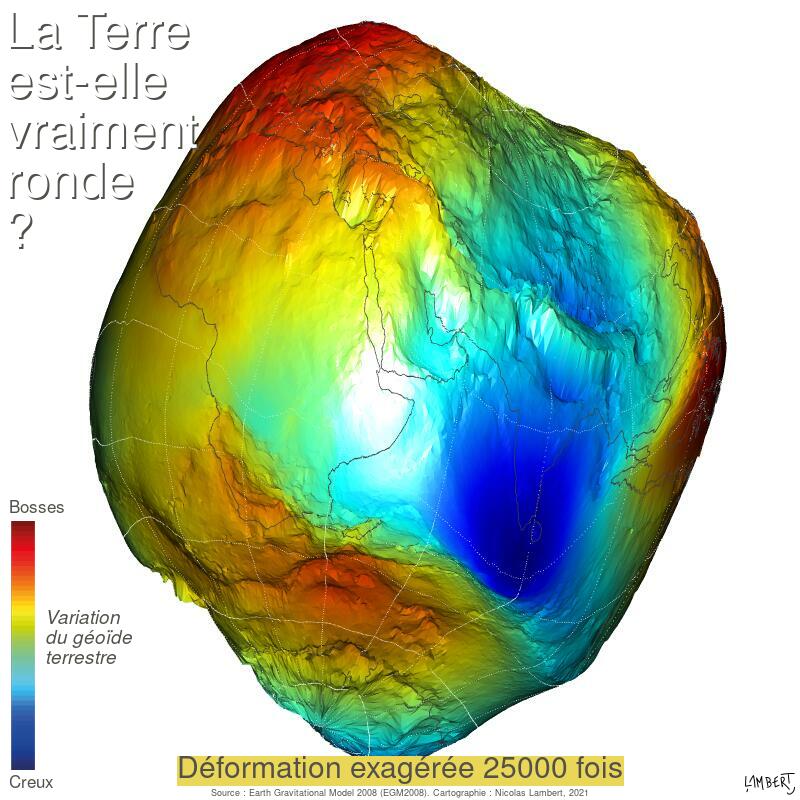 La Terre
est-elle
vraiment
ronde
?
Bosses
Variation
du géoïde
terrestre
Creux
Déformation exagérée 25000 fois
Source : Earth Gravitational Model 2008 (EGM2008). Cartographie : Nicolas Lambert, 2021
LAMBERT